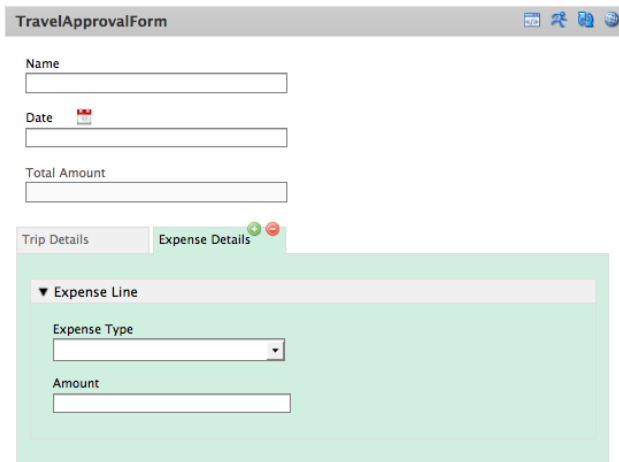 TravelApprovalForm
Name
Date
Total Amount
Trip Details
Expense Details
Expense Line
Expense Type
Amount